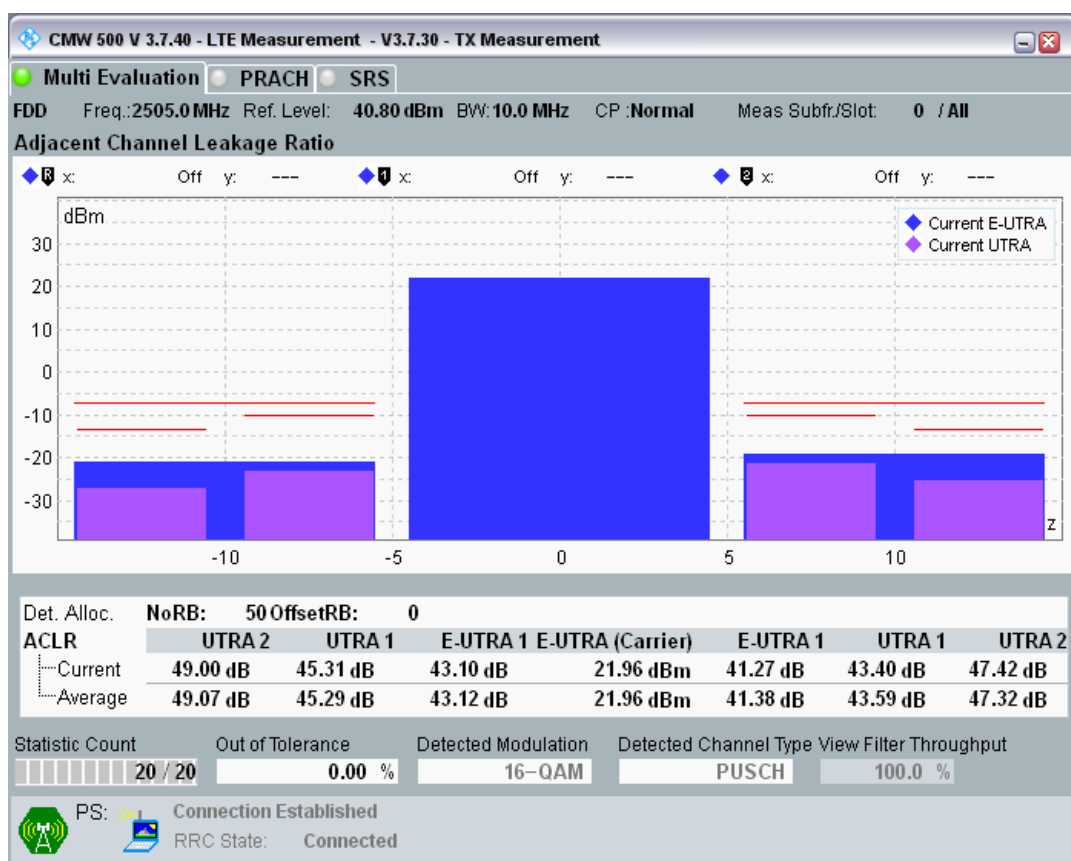 CMW 500 V 3.7.40 - LTE Measurement - V3.7.30 - TX Measurement
Multi Evaluation PRACH SRS
FDD Freq.:2505.0 MHz Ref. Level: 40.80 dBm BW:10.0 MHz CP :Normal Meas Subfr./Slot: 0 / All
Adjacent Channel Leakage Ratio
R x: Off y: --- 1 x: Off y: --- 2 x: Off y: ---
dBm
Current E-UTRA
Current UTRA
30
20
10
0
-10
-20
-30
z
-10 -5 0 5 10
Det. Alloc. NoRB: 50 OffsetRB: 0
ACLR UTRA 2 UTRA 1 E-UTRA 1 E-UTRA (Carrier) E-UTRA 1 UTRA 1 UTRA 2
Current 49.00 dB 45.31 dB 43.10 dB 21.96 dBm 41.27 dB 43.40 dB 47.42 dB
Average 49.07 dB 45.29 dB 43.12 dB 21.96 dBm 41.38 dB 43.59 dB 47.32 dB
Statistic Count Out of Tolerance Detected Modulation Detected Channel Type View Filter Throughput
20 / 20 0.00 % 16-QAM PUSCH 100.0 %
PS: Connection Established
RRC State: Connected